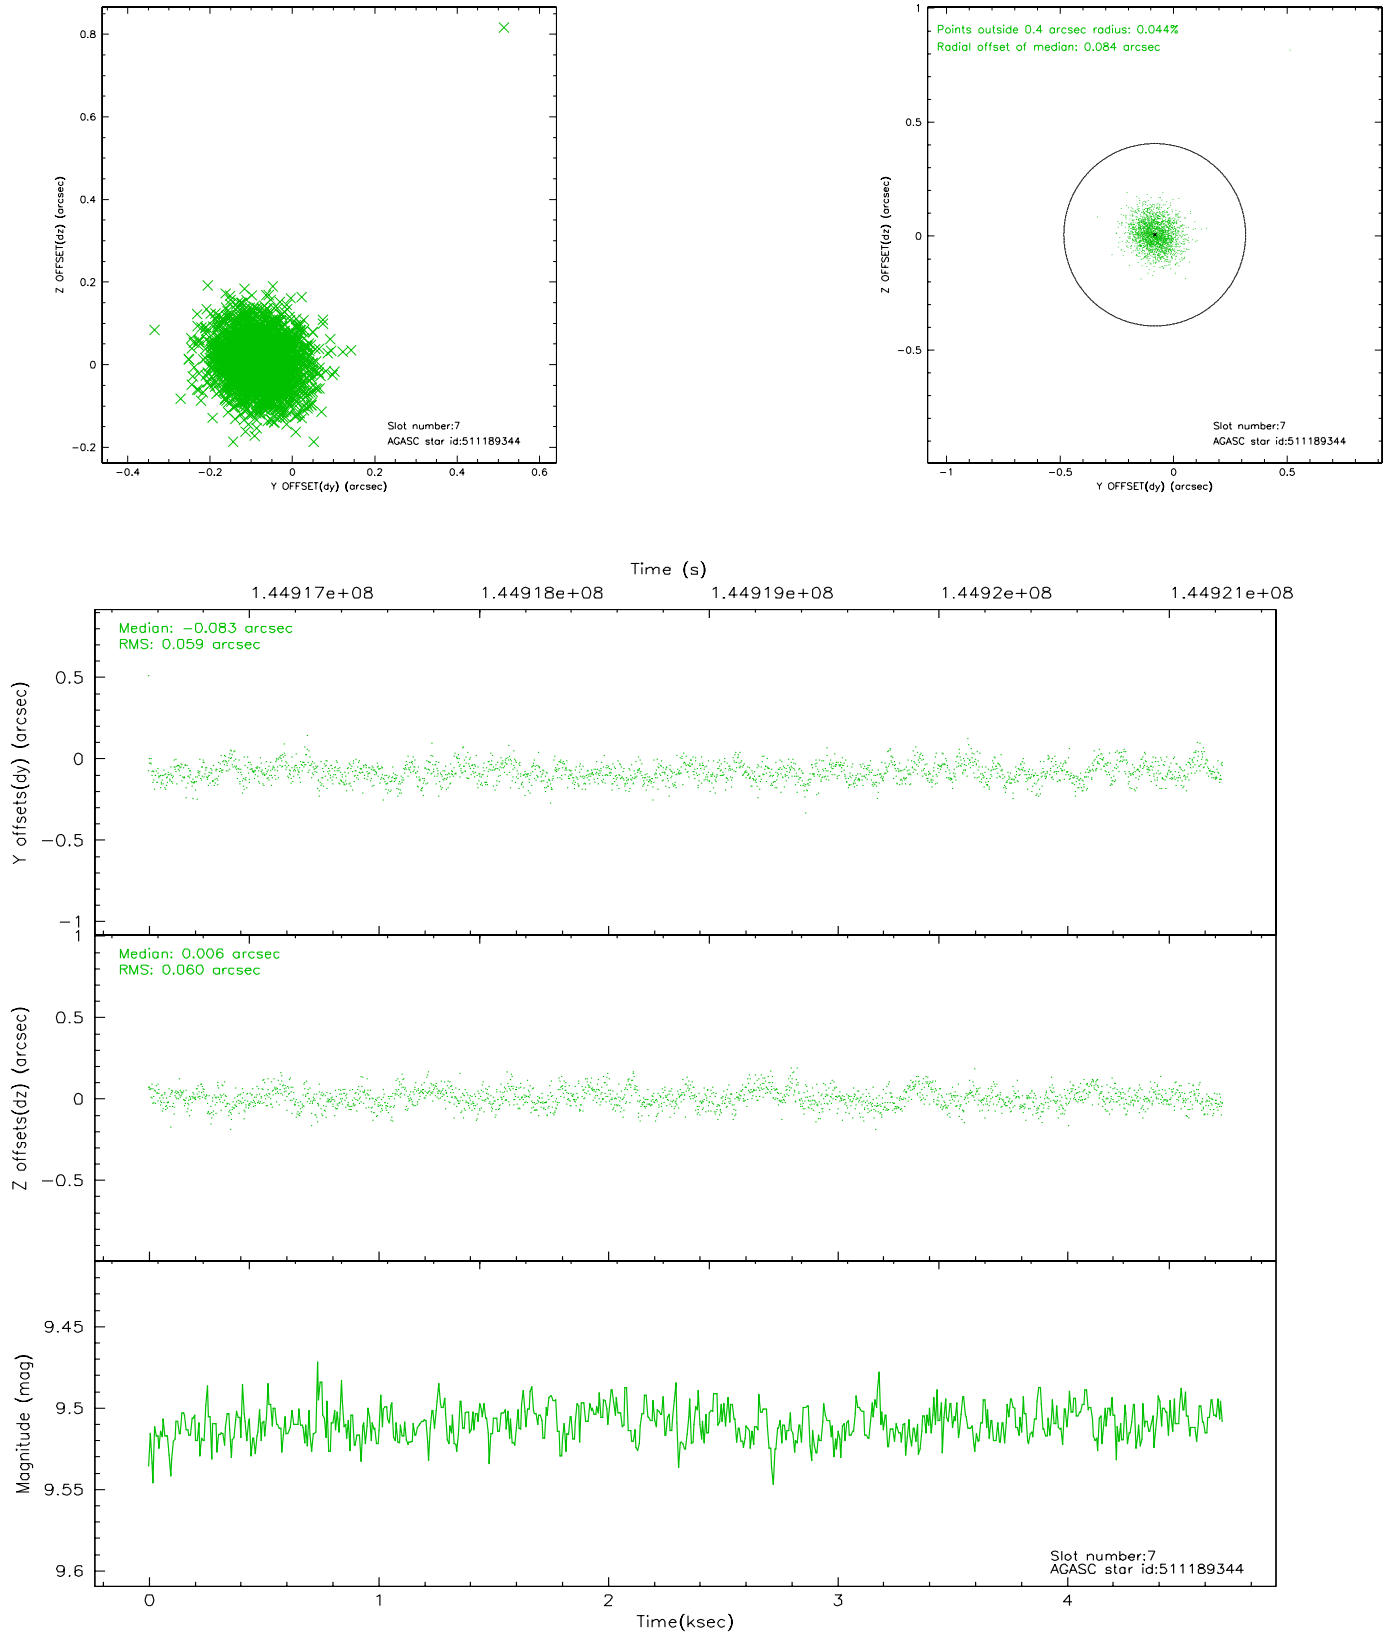 0.8
0.6
0.4
0.2
0
−0.2
Z OFFSET(dz) (arcsec)
−0.4
−0.2
0
0.2
0.4
0.6
Y OFFSET(dy) (arcsec)
Slot number:7
AGASC star id:511189344
Points outside 0.4 arcsec radius: 0.044%
Radial offset of median: 0.084 arcsec
1
0.5
0
−0.5
Z OFFSET(dz) (arcsec)
−1
−0.5
0
0.5
Y OFFSET(dy) (arcsec)
Slot number:7
AGASC star id:511189344
Time (s)
1.44917e+08
1.44918e+08
1.44919e+08
1.4492e+08
1.44921e+08
Median: −0.083 arcsec
RMS: 0.059 arcsec
0.5
0
−0.5
−1
Y offsets(dy) (arcsec)
Median: 0.006 arcsec
RMS: 0.060 arcsec
1
0.5
0
−0.5
Z offsets(dz) (arcsec)
9.45
9.5
9.55
9.6
Magnitude (mag)
Slot number:7
AGASC star id:511189344
0
1
2
3
4
Time(ksec)